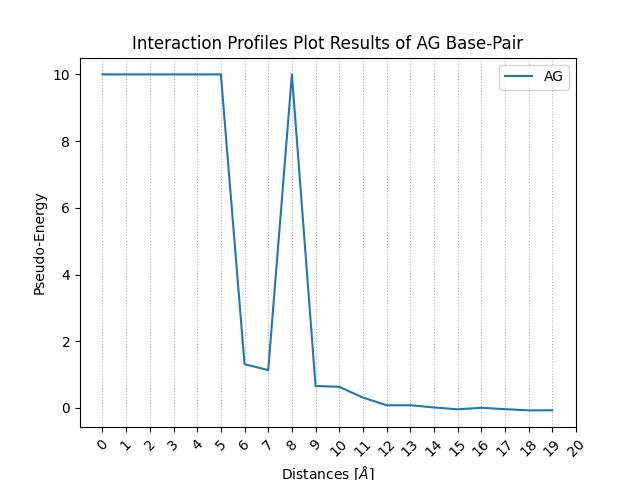 Interaction Profiles Plot Results of AG Base-Pair
AG
10
8
6
4
2
0
Pseudo-Energy
0 1 2 3 4 5 6 7 8 9 10 11 12 13 14 15 16 17 18 19 20
Distances [Å]